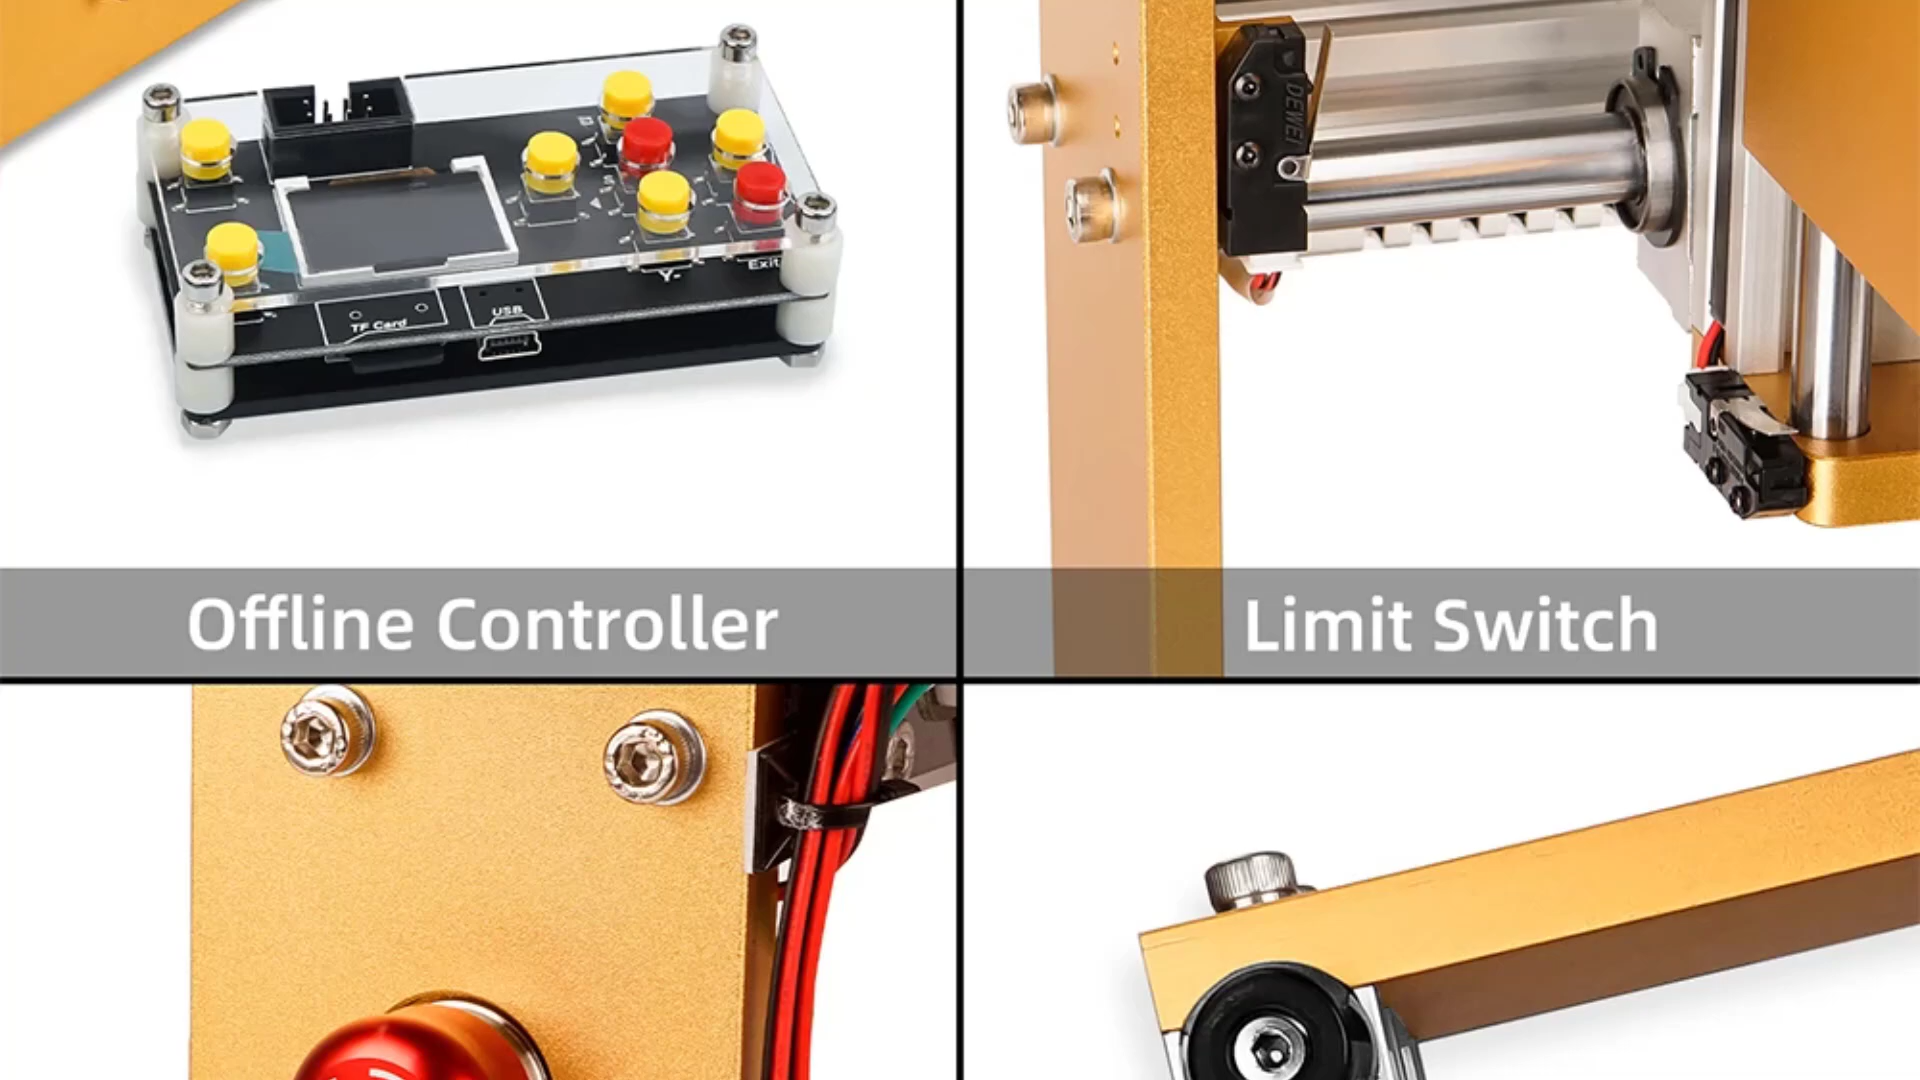 DEWEI
S
Y-
Exit
TF Card
USB
Offline Controller
Limit Switch